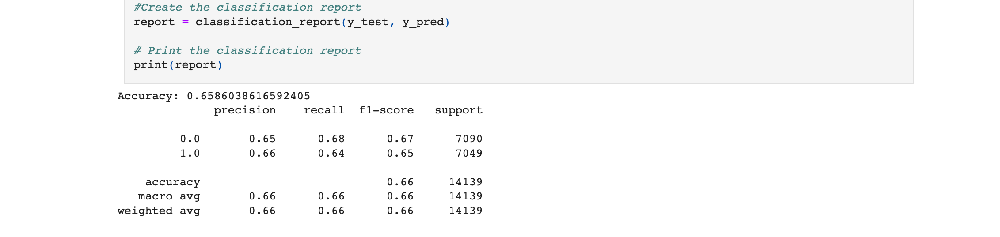 #Create the classification report
report = classification_report(y_test, y_pred)
# Print the classification report
print(report)
Accuracy: 0.6586038616592405
precision recall f1-score support
0.0 0.65 0.68 0.67 7090
1.0 0.66 0.64 0.65 7049
accuracy 0.66 14139
macro avg 0.66 0.66 0.66 14139
weighted avg 0.66 0.66 0.66 14139